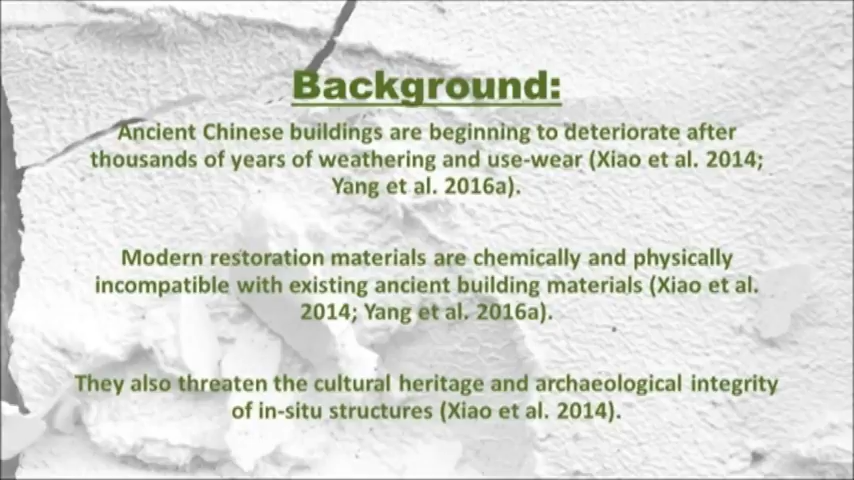 Background:
Ancient Chinese buildings are beginning to deteriorate after
thousands of years of weathering and use-wear (Xiao et al. 2014;
Yang et al. 2016a).
Modern restoration materials are chemically and physically
incompatible with existing ancient building materials (Xiao et al.
2014; Yang et al. 2016a).
They also threaten the cultural heritage and archaeological integrity
of in-situ structures (Xiao et al. 2014).